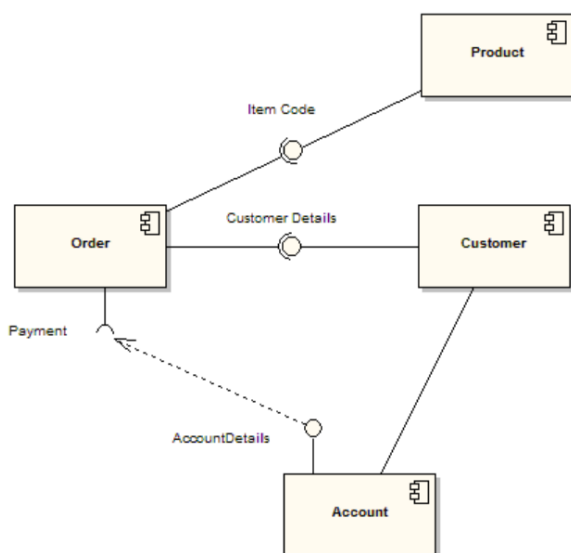 Product
Item Code
Customer Details
Order
Customer
Payment
AccountDetails
Account